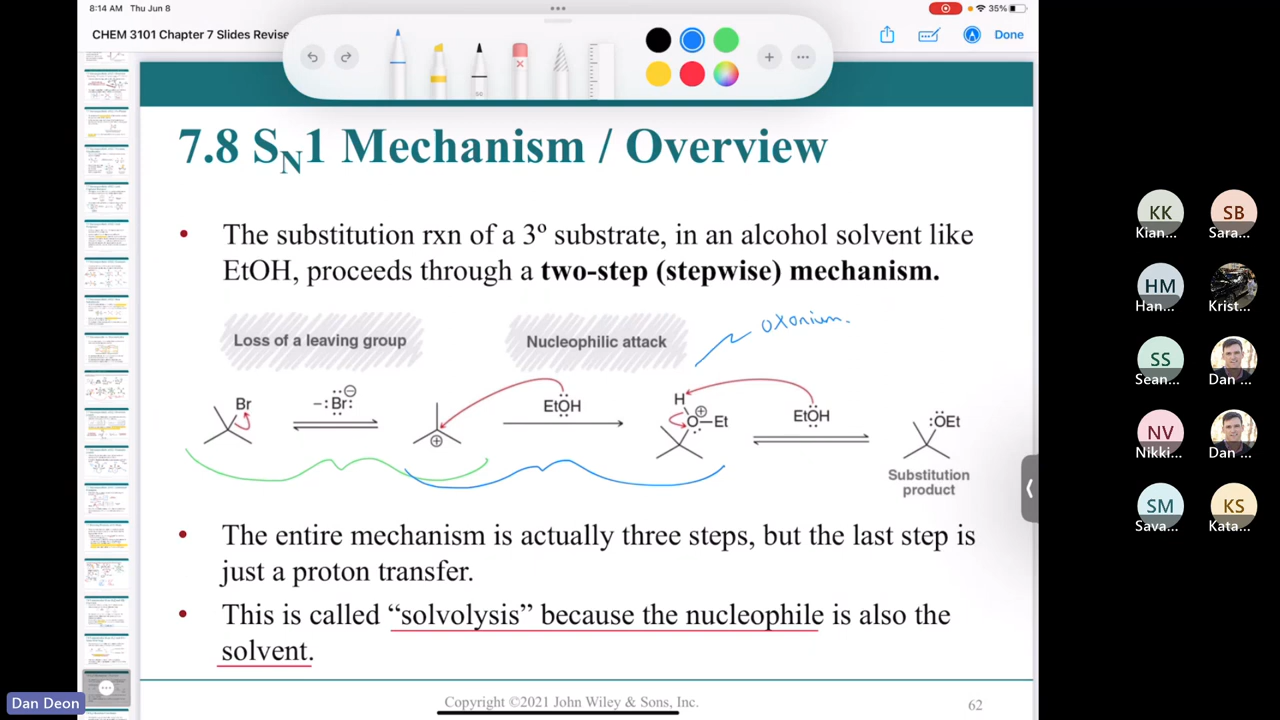 8:14 AM Thu Jun 8
35%
CHEM 3101 Chapter 7 Slides Revise
Done
50
7.8 SN1 Mechanism / Overview
• The substitution rxn of a 3º substrate, in an alcohol solvent like
EtOH, proceeds through a two-step (stepwise) mechanism.
oxonium.
Loss of a leaving group
Nucleophilic attack
Br
− :Br:
⊖
⊕
EtOH
H
O—Et
⊕
EtOH
:OEt
Substitution
product
• The entire mechanism is actually three steps, but the last step is
just a proton transfer.
• This is called “solvolysis” because the nucleophile is also the
solvent.
Copyright ©2021 John Wiley & Sons, Inc.
62
KK
Kian...
SB
Sara...
HM
Han ...
Krist...
SS
Sean...
Dan ...
NV
Nikki...
Dan ...
SM
Sava...
KS
Kata...
Dan Deon